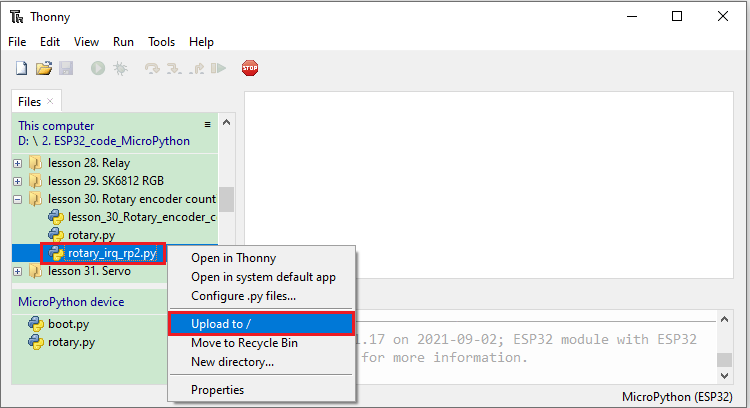 Thonny
File Edit View Run Tools Help
STOP
Files
This computer
D: \ 2. ESP32_code_MicroPython
lesson 28. Relay
lesson 29. SK6812 RGB
lesson 30. Rotary encoder count
lesson_30_Rotary_encoder_c
rotary.py
rotary_irq_rp2.py
lesson 31. Servo
MicroPython device
boot.py
rotary.py
Open in Thonny
Open in system default app
Configure .py files...
Upload to /
Move to Recycle Bin
New directory...
Properties
1.17 on 2021-09-02; ESP32 module with ESP32
for more information.
MicroPython (ESP32)